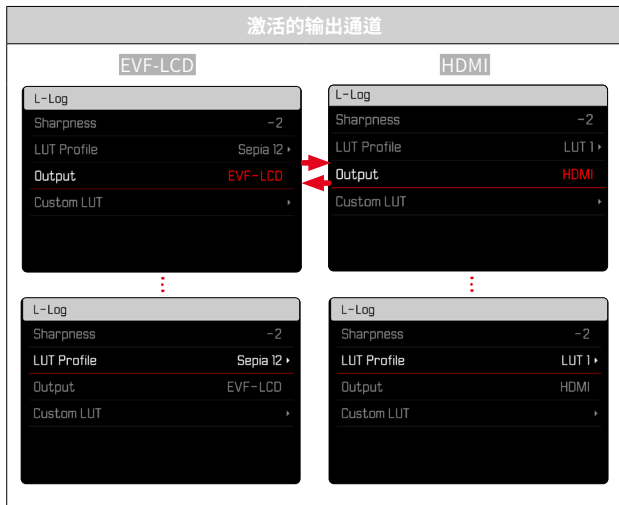 激活的输出通道
EVF-LCD
HDMI
L-Log
Sharpness -2
LUT Profile Sepia 12
Output EVF-LCD
Custom LUT
L-Log
Sharpness -2
LUT Profile LUT 1
Output HDMI
Custom LUT
L-Log
Sharpness -2
LUT Profile Sepia 12
Output EVF-LCD
Custom LUT
L-Log
Sharpness -2
LUT Profile LUT 1
Output HDMI
Custom LUT